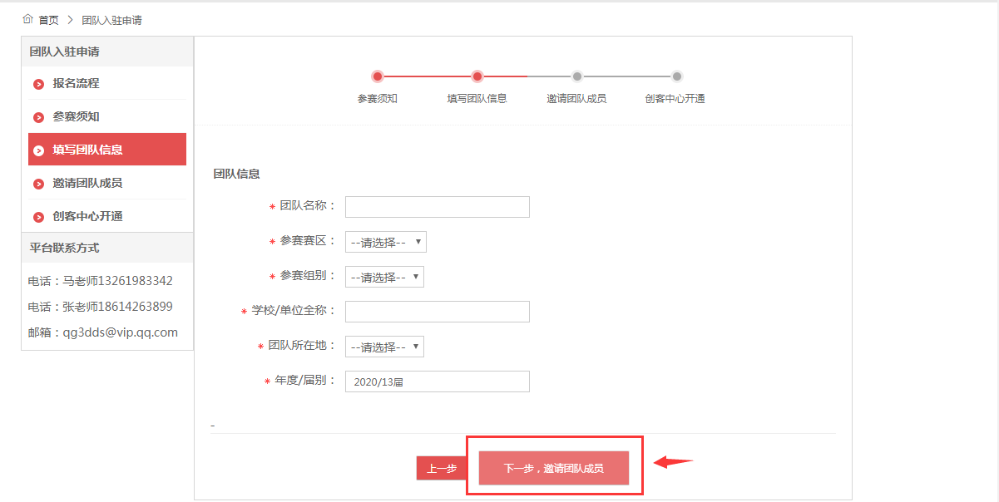 首页 > 团队入驻申请
团队入驻申请
报名流程
参赛须知
填写团队信息
邀请团队成员
创客中心开通
平台联系方式
电话：马老师13261983342
电话：张老师18614263899
邮箱：qg3dds@vip.qq.com
参赛须知 填写团队信息 邀请团队成员 创客中心开通
团队信息
* 团队名称：
* 参赛赛区： --请选择--
* 参赛组别： --请选择--
* 学校/单位全称：
* 团队所在地： --请选择--
* 年度/届别： 2020/13届
-
上一步 下一步，邀请团队成员